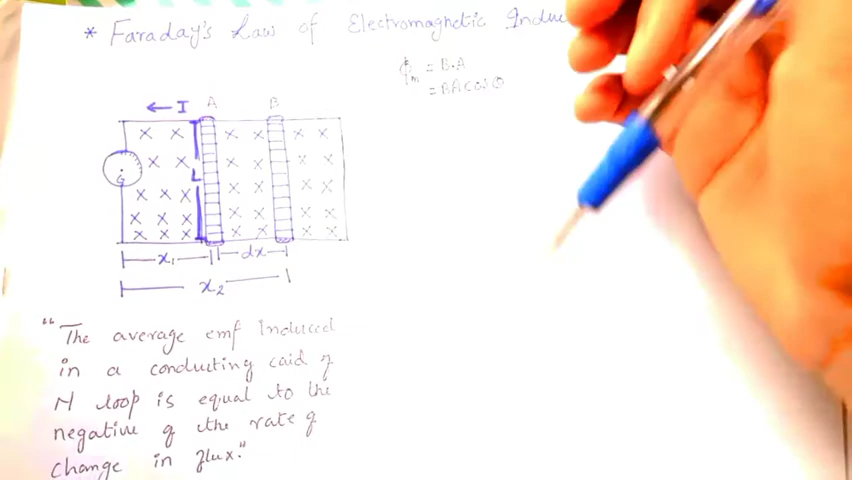 * Faraday's Law of Electromagnetic Induc
Φm = B.A
= BA cos θ
← I
A
B
G
L
x₁
dx
x₂
"The average emf induced
in a conducting coid of
N loop is equal to the
negative of the rate of
change in flux."